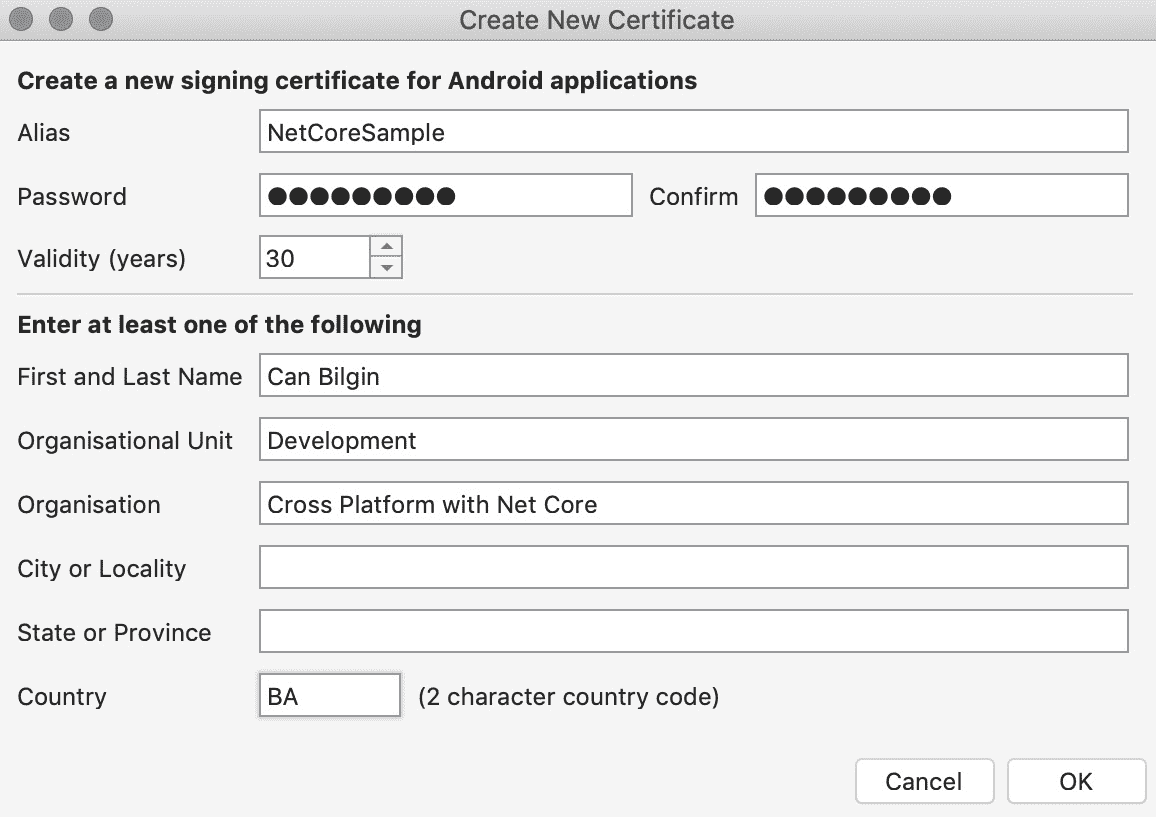 Create New Certificate
Create a new signing certificate for Android applications
Alias NetCoreSample
Password ●●●●●●●●● Confirm ●●●●●●●●●
Validity (years) 30
Enter at least one of the following
First and Last Name Can Bilgin
Organisational Unit Development
Organisation Cross Platform with Net Core
City or Locality
State or Province
Country BA (2 character country code)
Cancel OK